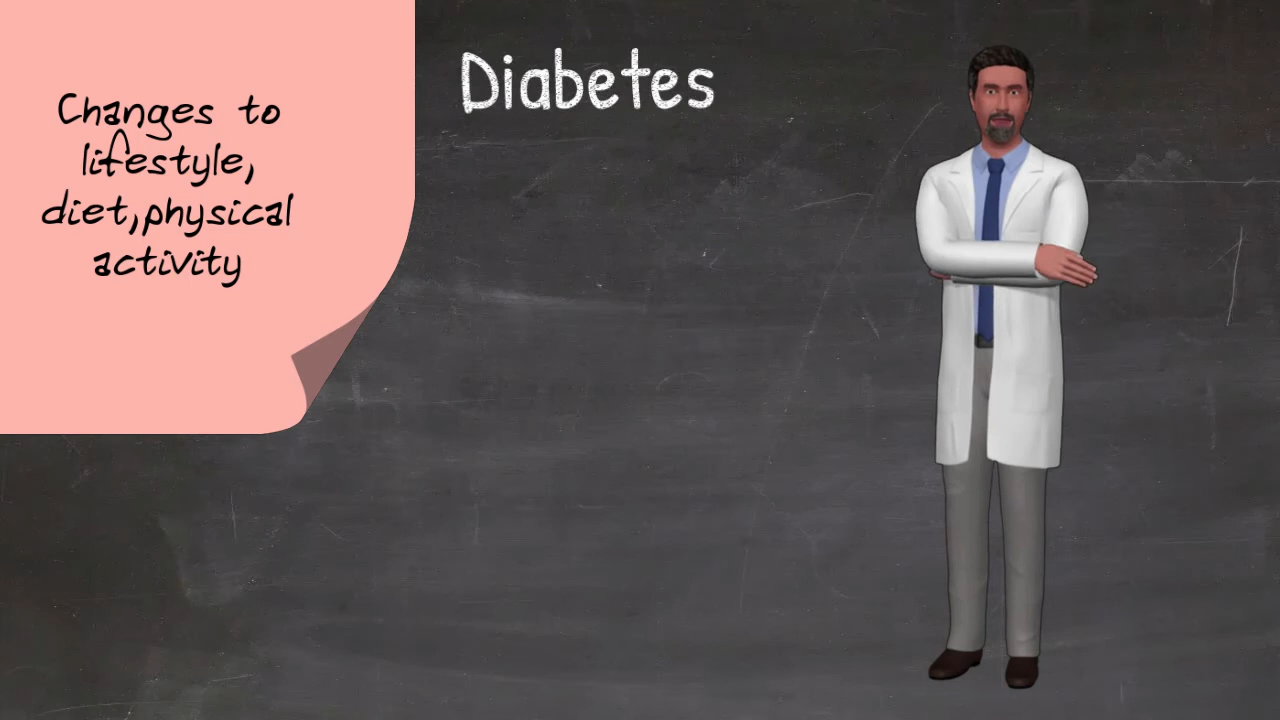 Diabetes
Changes to
lifestyle,
diet,physical
activity